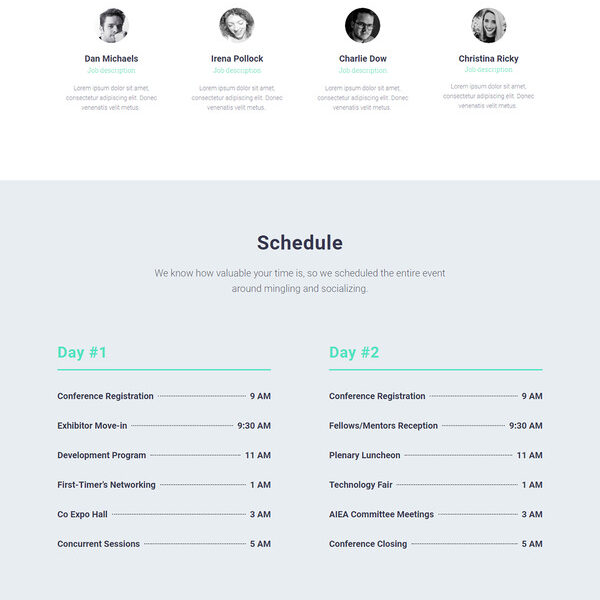 Dan Michaels
Job description
Lorem ipsum dolor sit amet,
consectetur adipiscing elit. Donec
venenatis velit metus.
Irena Pollock
Job description
Lorem ipsum dolor sit amet,
consectetur adipiscing elit. Donec
venenatis velit metus.
Charlie Dow
Job description
Lorem ipsum dolor sit amet,
consectetur adipiscing elit. Donec
venenatis velit metus.
Christina Ricky
Job description
Lorem ipsum dolor sit amet,
consectetur adipiscing elit. Donec
venenatis velit metus.
Schedule
We know how valuable your time is, so we scheduled the entire event
around mingling and socializing.
Day #1
Conference Registration 9 AM
Exhibitor Move-in 9:30 AM
Development Program 11 AM
First-Timer's Networking 1 AM
Co Expo Hall 3 AM
Concurrent Sessions 5 AM
Day #2
Conference Registration 9 AM
Fellows/Mentors Reception 9:30 AM
Plenary Luncheon 11 AM
Technology Fair 1 AM
AIEA Committee Meetings 3 AM
Conference Closing 5 AM